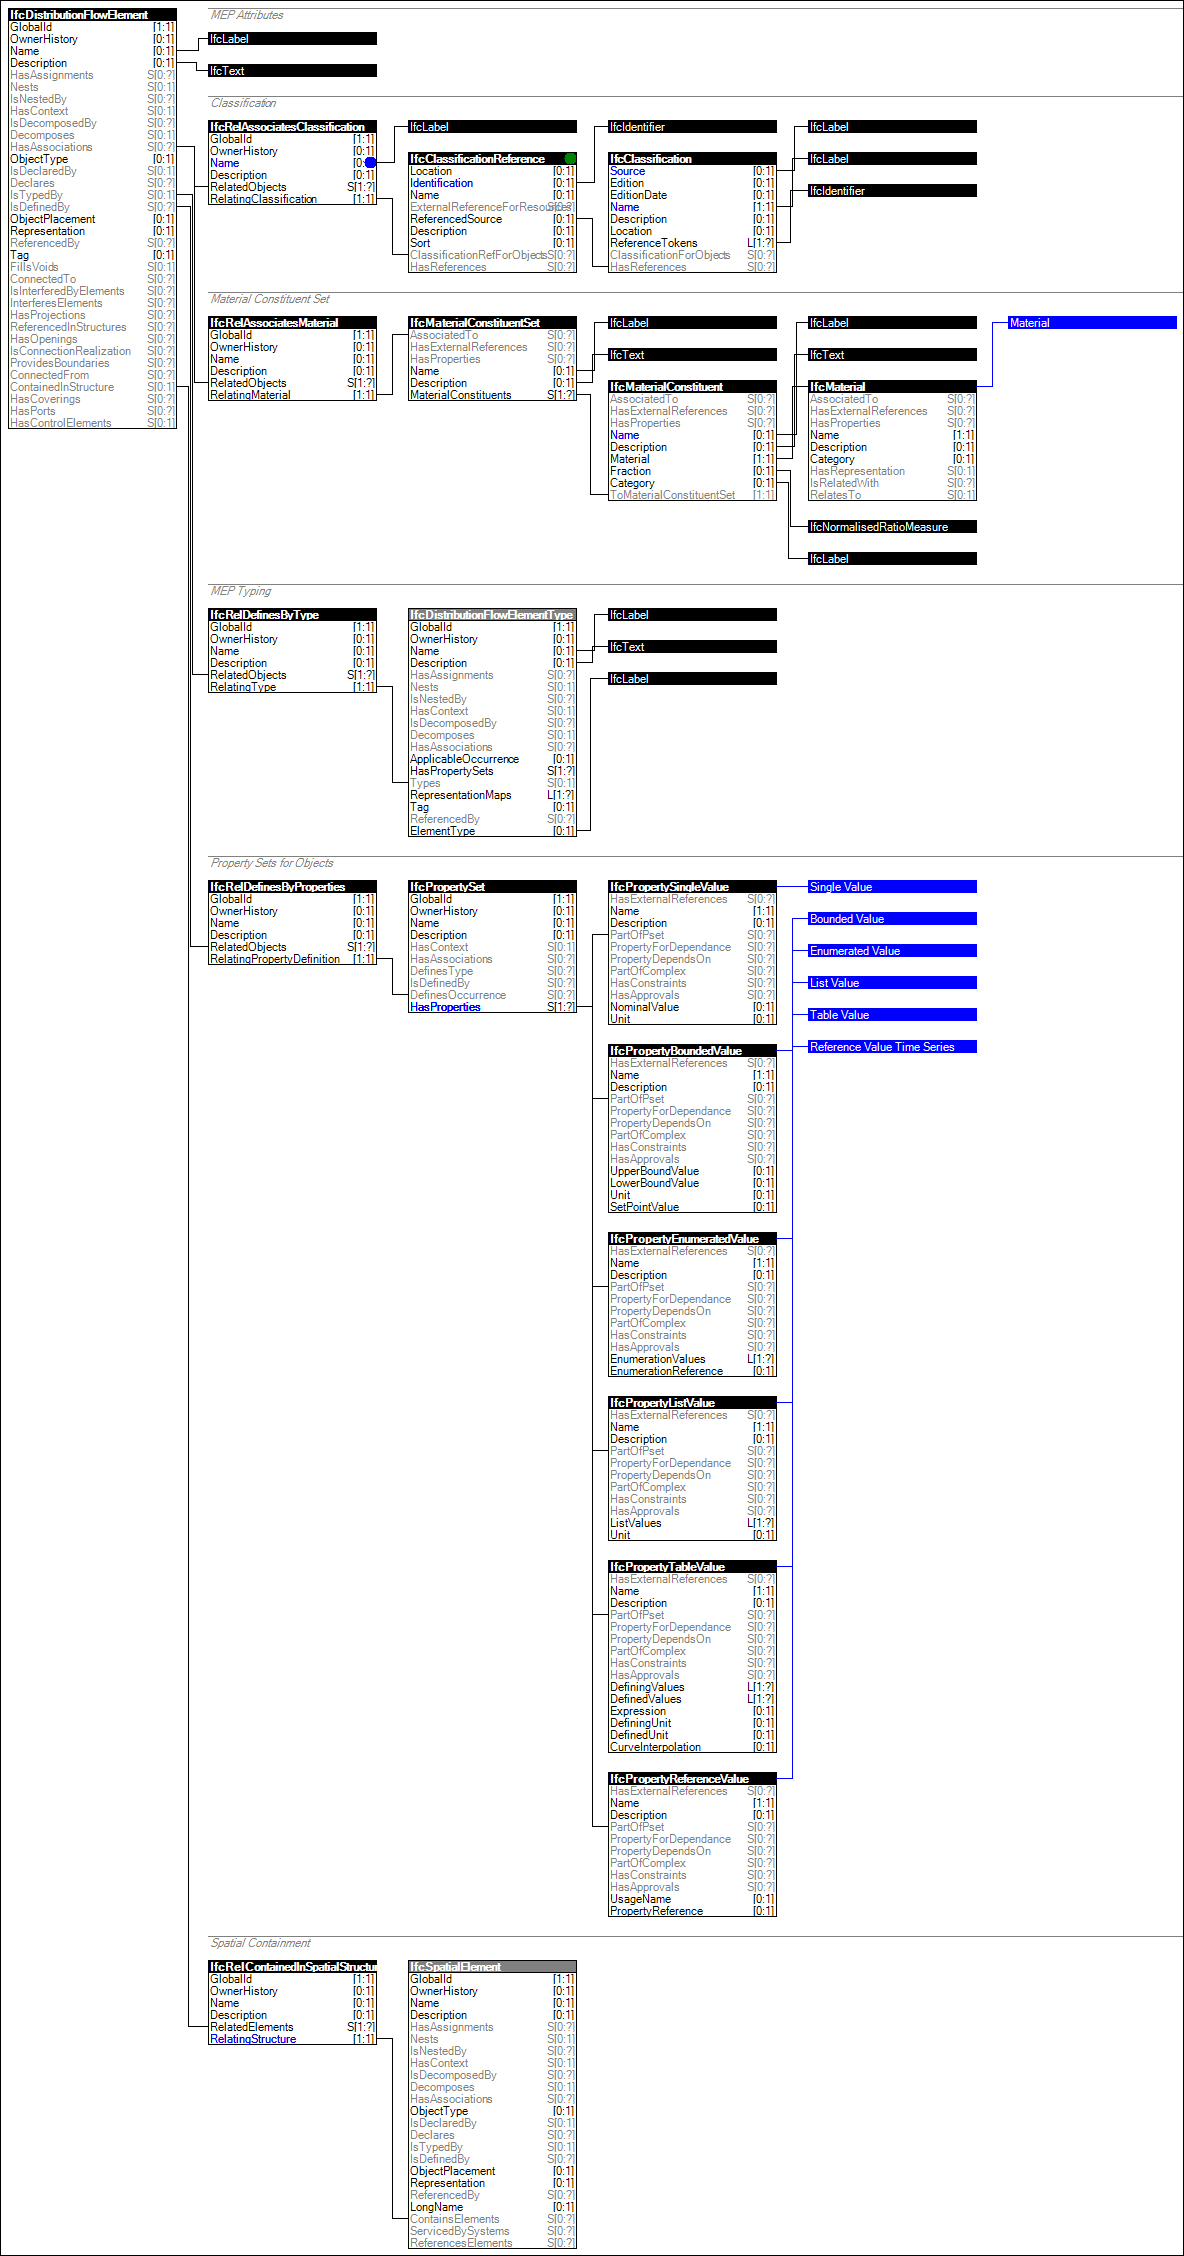 IfcDistributionFlowElement
GlobalId [1:1]
OwnerHistory [0:1]
Name [0:1]
Description [0:1]
HasAssignments S[0:?]
Nests S[0:1]
IsNestedBy S[0:?]
HasContext S[0:1]
IsDecomposedBy S[0:?]
Decomposes S[0:1]
HasAssociations S[0:?]
ObjectType [0:1]
IsDeclaredBy S[0:1]
Declares S[0:?]
IsTypedBy S[0:1]
IsDefinedBy S[0:?]
ObjectPlacement [0:1]
Representation [0:1]
ReferencedBy S[0:?]
Tag [0:1]
FillsVoids S[0:1]
ConnectedTo S[0:?]
IsInterferedByElements S[0:?]
InterferesElements S[0:?]
HasProjections S[0:?]
ReferencedInStructures S[0:?]
HasOpenings S[0:?]
IsConnectionRealization S[0:?]
ProvidesBoundaries S[0:?]
ConnectedFrom S[0:?]
ContainedInStructure S[0:1]
HasCoverings S[0:?]
HasPorts S[0:?]
HasControlElements S[0:1]
MEP Attributes
IfcLabel
IfcText
Classification
IfcRelAssociatesClassification
GlobalId [1:1]
OwnerHistory [0:1]
Name [0:
Description [0:1]
RelatedObjects S[1:?]
RelatingClassification [1:1]
IfcLabel
IfcClassificationReference
Location [0:1]
Identification [0:1]
Name [0:1]
ExternalReferenceForResources S[0:?]
ReferencedSource [0:1]
Description [0:1]
Sort [0:1]
ClassificationRefForObjects S[0:?]
HasReferences S[0:?]
IfcIdentifier
IfcClassification
Source [0:1]
Edition [0:1]
EditionDate [0:1]
Name [1:1]
Description [0:1]
Location [0:1]
ReferenceTokens L[1:?]
ClassificationForObjects S[0:?]
HasReferences S[0:?]
IfcLabel
IfcLabel
IfcIdentifier
Material Constituent Set
IfcRelAssociatesMaterial
GlobalId [1:1]
OwnerHistory [0:1]
Name [0:1]
Description [0:1]
RelatedObjects S[1:?]
RelatingMaterial [1:1]
IfcMaterialConstituentSet
AssociatedTo S[0:?]
HasExternalReferences S[0:?]
HasProperties S[0:?]
Name [0:1]
Description [0:1]
MaterialConstituents S[1:?]
IfcLabel
IfcText
IfcMaterialConstituent
AssociatedTo S[0:?]
HasExternalReferences S[0:?]
HasProperties S[0:?]
Name [0:1]
Description [0:1]
Material [1:1]
Fraction [0:1]
Category [0:1]
ToMaterialConstituentSet [1:1]
IfcLabel
IfcText
IfcMaterial
AssociatedTo S[0:?]
HasExternalReferences S[0:?]
HasProperties S[0:?]
Name [1:1]
Description [0:1]
Category [0:1]
HasRepresentation S[0:1]
IsRelatedWith S[0:?]
RelatesTo S[0:1]
IfcNormalisedRatioMeasure
IfcLabel
Material
MEP Typing
IfcRelDefinesByType
GlobalId [1:1]
OwnerHistory [0:1]
Name [0:1]
Description [0:1]
RelatedObjects S[1:?]
RelatingType [1:1]
IfcDistributionFlowElementType
GlobalId [1:1]
OwnerHistory [0:1]
Name [0:1]
Description [0:1]
HasAssignments S[0:?]
Nests S[0:1]
IsNestedBy S[0:?]
HasContext S[0:1]
IsDecomposedBy S[0:?]
Decomposes S[0:1]
HasAssociations S[0:?]
ApplicableOccurrence [0:1]
HasPropertySets S[1:?]
Types S[0:1]
RepresentationMaps L[1:?]
Tag [0:1]
ReferencedBy S[0:?]
ElementType [0:1]
IfcLabel
IfcText
IfcLabel
Property Sets for Objects
IfcRelDefinesByProperties
GlobalId [1:1]
OwnerHistory [0:1]
Name [0:1]
Description [0:1]
RelatedObjects S[1:?]
RelatingPropertyDefinition [1:1]
IfcPropertySet
GlobalId [1:1]
OwnerHistory [0:1]
Name [0:1]
Description [0:1]
HasContext S[0:1]
HasAssociations S[0:?]
DefinesType S[0:?]
IsDefinedBy S[0:?]
DefinesOccurrence S[0:?]
HasProperties S[1:?]
IfcPropertySingleValue
HasExternalReferences S[0:?]
Name [1:1]
Description [0:1]
PartOfPset S[0:?]
PropertyForDependance S[0:?]
PropertyDependsOn S[0:?]
PartOfComplex S[0:?]
HasConstraints S[0:?]
HasApprovals S[0:?]
NominalValue [0:1]
Unit [0:1]
IfcPropertyBoundedValue
HasExternalReferences S[0:?]
Name [1:1]
Description [0:1]
PartOfPset S[0:?]
PropertyForDependance S[0:?]
PropertyDependsOn S[0:?]
PartOfComplex S[0:?]
HasConstraints S[0:?]
HasApprovals S[0:?]
UpperBoundValue [0:1]
LowerBoundValue [0:1]
Unit [0:1]
SetPointValue [0:1]
IfcPropertyEnumeratedValue
HasExternalReferences S[0:?]
Name [1:1]
Description [0:1]
PartOfPset S[0:?]
PropertyForDependance S[0:?]
PropertyDependsOn S[0:?]
PartOfComplex S[0:?]
HasConstraints S[0:?]
HasApprovals S[0:?]
EnumerationValues L[1:?]
EnumerationReference [0:1]
IfcPropertyListValue
HasExternalReferences S[0:?]
Name [1:1]
Description [0:1]
PartOfPset S[0:?]
PropertyForDependance S[0:?]
PropertyDependsOn S[0:?]
PartOfComplex S[0:?]
HasConstraints S[0:?]
HasApprovals S[0:?]
ListValues L[1:?]
Unit [0:1]
IfcPropertyTableValue
HasExternalReferences S[0:?]
Name [1:1]
Description [0:1]
PartOfPset S[0:?]
PropertyForDependance S[0:?]
PropertyDependsOn S[0:?]
PartOfComplex S[0:?]
HasConstraints S[0:?]
HasApprovals S[0:?]
DefiningValues L[1:?]
DefinedValues L[1:?]
Expression [0:1]
DefiningUnit [0:1]
DefinedUnit [0:1]
CurveInterpolation [0:1]
IfcPropertyReferenceValue
HasExternalReferences S[0:?]
Name [1:1]
Description [0:1]
PartOfPset S[0:?]
PropertyForDependance S[0:?]
PropertyDependsOn S[0:?]
PartOfComplex S[0:?]
HasConstraints S[0:?]
HasApprovals S[0:?]
UsageName [0:1]
PropertyReference [0:1]
Single Value
Bounded Value
Enumerated Value
List Value
Table Value
Reference Value Time Series
Spatial Containment
IfcRelContainedInSpatialStructur
GlobalId [1:1]
OwnerHistory [0:1]
Name [0:1]
Description [0:1]
RelatedElements S[1:?]
RelatingStructure [1:1]
IfcSpatialElement
GlobalId [1:1]
OwnerHistory [0:1]
Name [0:1]
Description [0:1]
HasAssignments S[0:?]
Nests S[0:1]
IsNestedBy S[0:?]
HasContext S[0:1]
IsDecomposedBy S[0:?]
Decomposes S[0:1]
HasAssociations S[0:?]
ObjectType [0:1]
IsDeclaredBy S[0:1]
Declares S[0:?]
IsTypedBy S[0:1]
IsDefinedBy S[0:?]
ObjectPlacement [0:1]
Representation [0:1]
ReferencedBy S[0:?]
LongName [0:1]
ContainsElements S[0:?]
ServicedBySystems S[0:?]
ReferencesElements S[0:?]